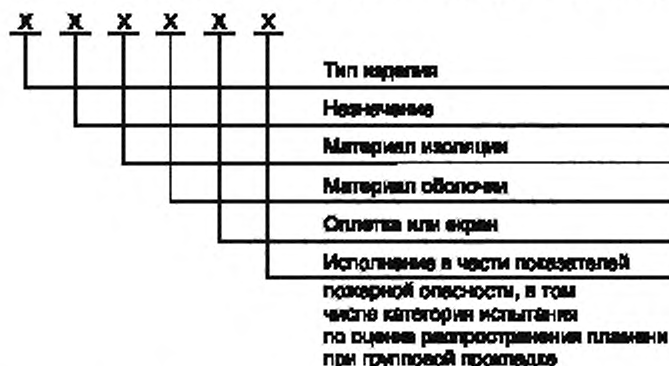 X X X X X X
Тип изделия
Назначение
Материал изоляции
Материал оболочки
Оплетка или экран
Исполнение в части показателей
пожарной опасности, в том
числе категория испытания
по оценке распространения пламени
при групповой прокладке